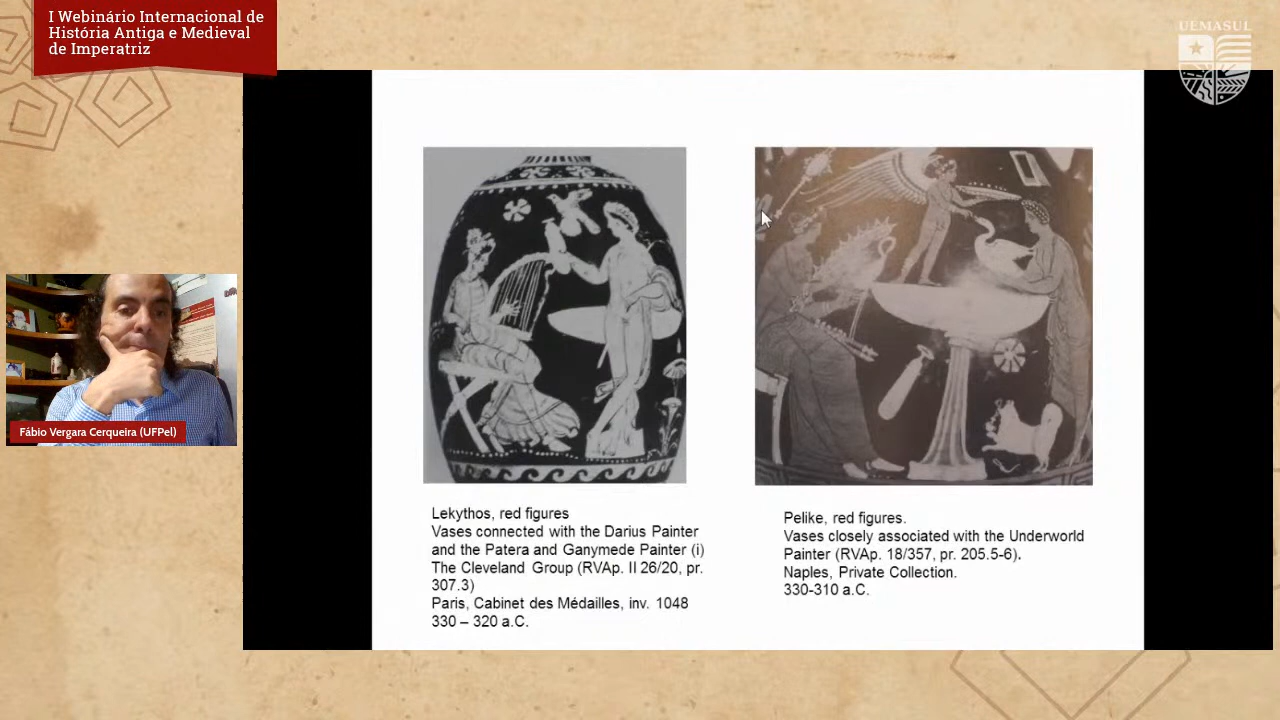 I Webinário Internacional de
História Antiga e Medieval
de Imperatriz
UEMASUL
Fábio Vergara Cerqueira (UFPel)
Lekythos, red figures
Vases connected with the Darius Painter
and the Patera and Ganymede Painter (i)
The Cleveland Group (RVAp. II 26/20, pr.
307.3)
Paris, Cabinet des Médailles, inv. 1048
330 – 320 a.C.
Pelike, red figures.
Vases closely associated with the Underworld
Painter (RVAp. 18/357, pr. 205.5-6).
Naples, Private Collection.
330-310 a.C.